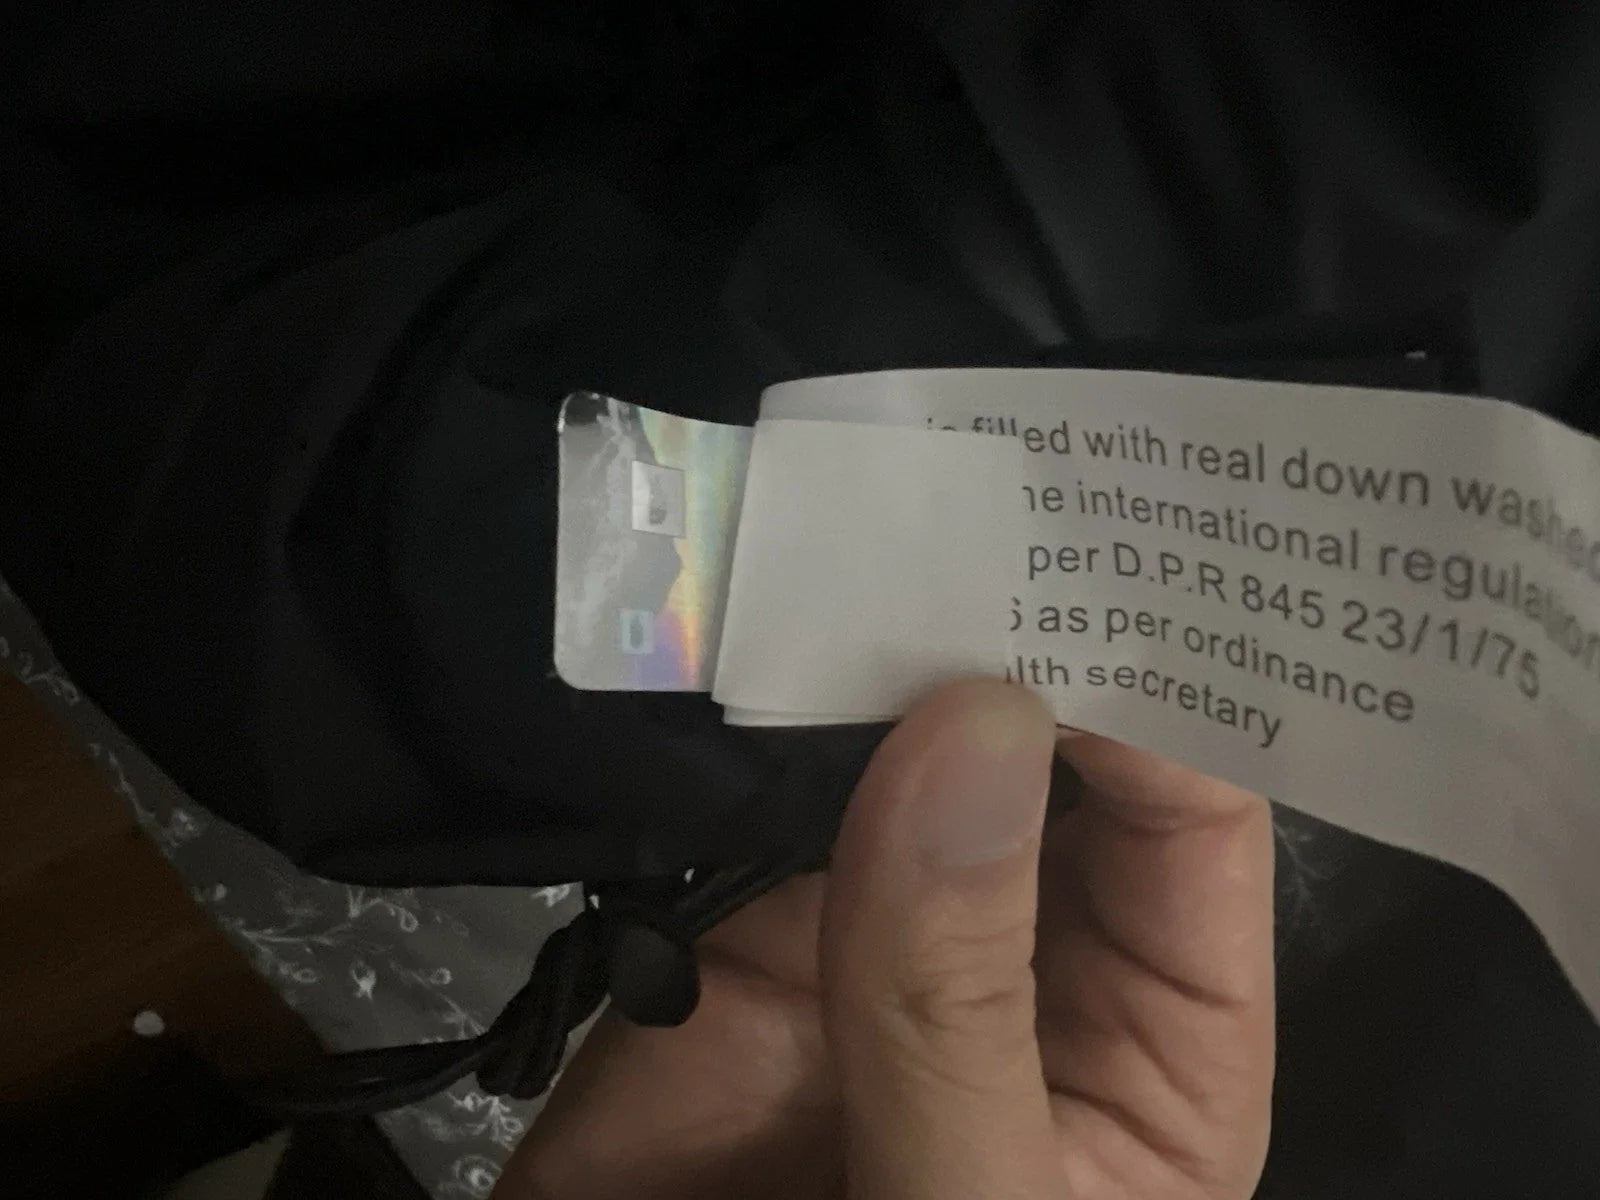 filled with real down washed
international regulation
per D.P.R 845 23/1/75
as per ordinance
secretary